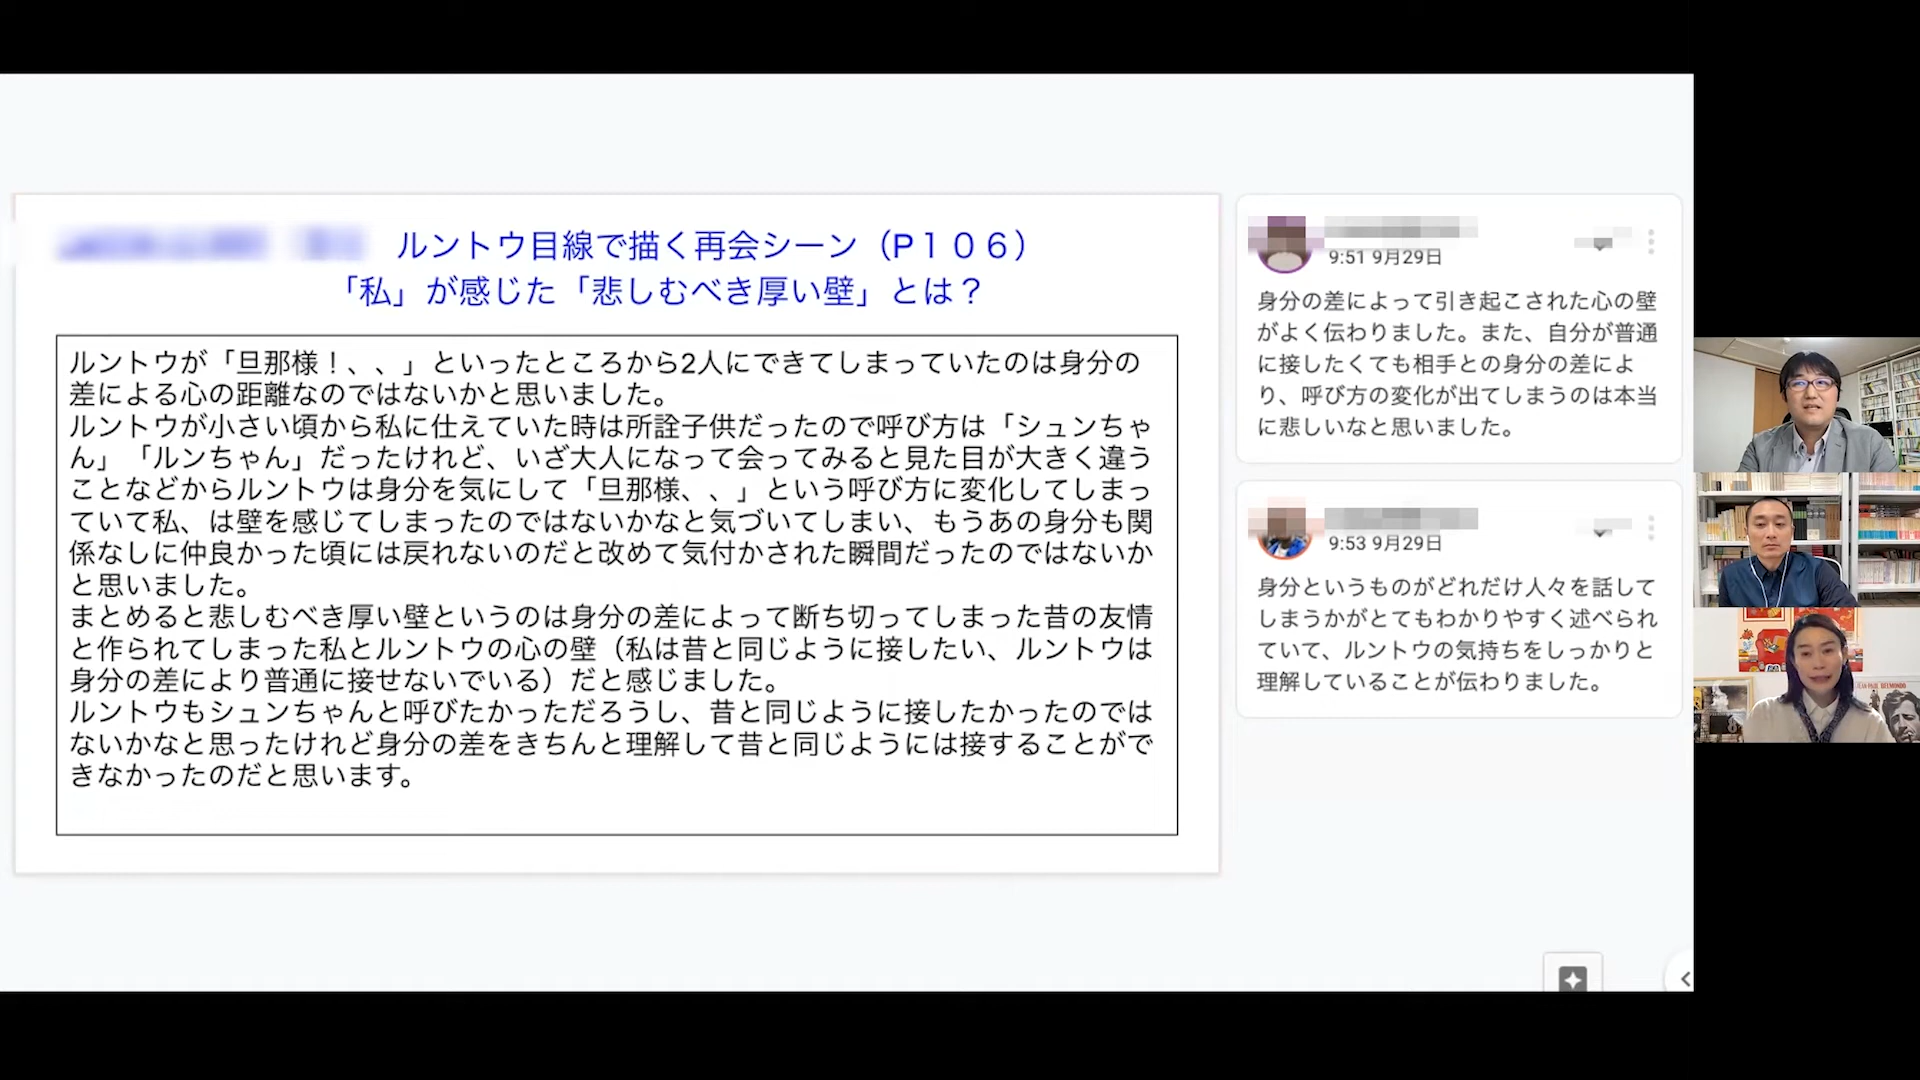 ルントウ目線で描く再会シーン（P１０６）
「私」が感じた「悲しむべき厚い壁」とは？
ルントウが「旦那様！、、」といったところから2人にできてしまっていたのは身分の
差による心の距離なのではないかと思いました。
ルントウが小さい頃から私に仕えていた時は所詮子供だったので呼び方は「シュンちゃ
ん」「ルンちゃん」だったけれど、いざ大人になって会ってみると見た目が大きく違う
ことなどからルントウは身分を気にして「旦那様、、」という呼び方に変化してしまっ
ていて私、は壁を感じてしまったのではないかなと気づいてしまい、もうあの身分も関
係なしに仲良かった頃には戻れないのだと改めて気付かされた瞬間だったのではないか
と思いました。
まとめると悲しむべき厚い壁というのは身分の差によって断ち切ってしまった昔の友情
と作られてしまった私とルントウの心の壁（私は昔と同じように接したい、ルントウは
身分の差により普通に接せないでいる）だと感じました。
ルントウもシュンちゃんと呼びたかっただろうし、昔と同じように接したかったのでは
ないかなと思ったけれど身分の差をきちんと理解して昔と同じようには接することがで
きなかったのだと思います。
9:51 9月29日
身分の差によって引き起こされた心の壁
がよく伝わりました。また、自分が普通
に接したくても相手との身分の差によ
り、呼び方の変化が出てしまうのは本当
に悲しいなと思いました。
9:53 9月29日
身分というものがどれだけ人々を話して
しまうかがとてもわかりやすく述べられ
ていて、ルントウの気持ちをしっかりと
理解していることが伝わりました。
JEAN PAUL BELMONDO